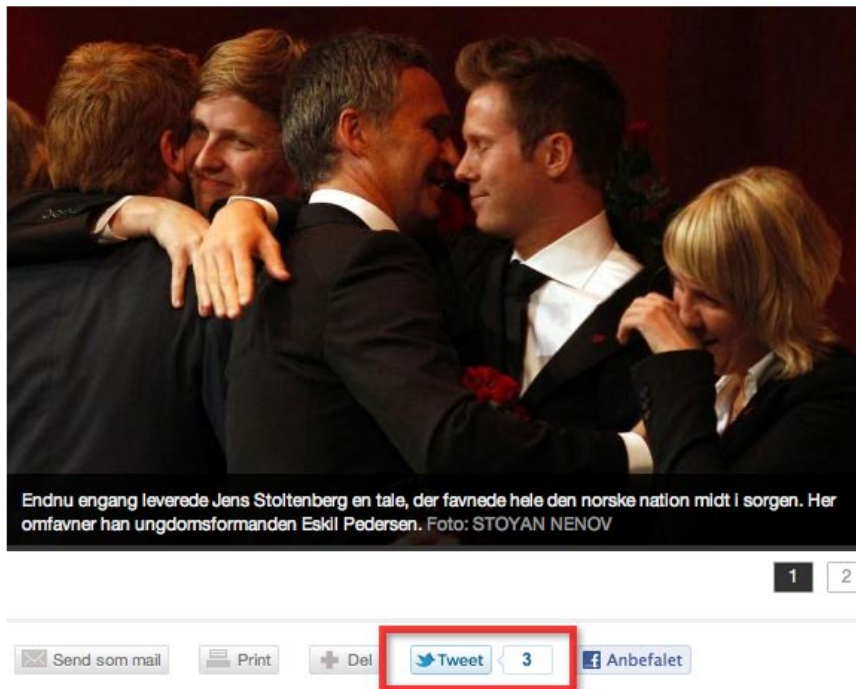 Endnu engang leverede Jens Stoltenberg en tale, der favnede hele den norske nation midt i sorgen. Her
omfavner han ungdomsformanden Eskil Pedersen. Foto: STOYAN NENOV
1 2
Send som mail Print Del Tweet 3 Anbefalet